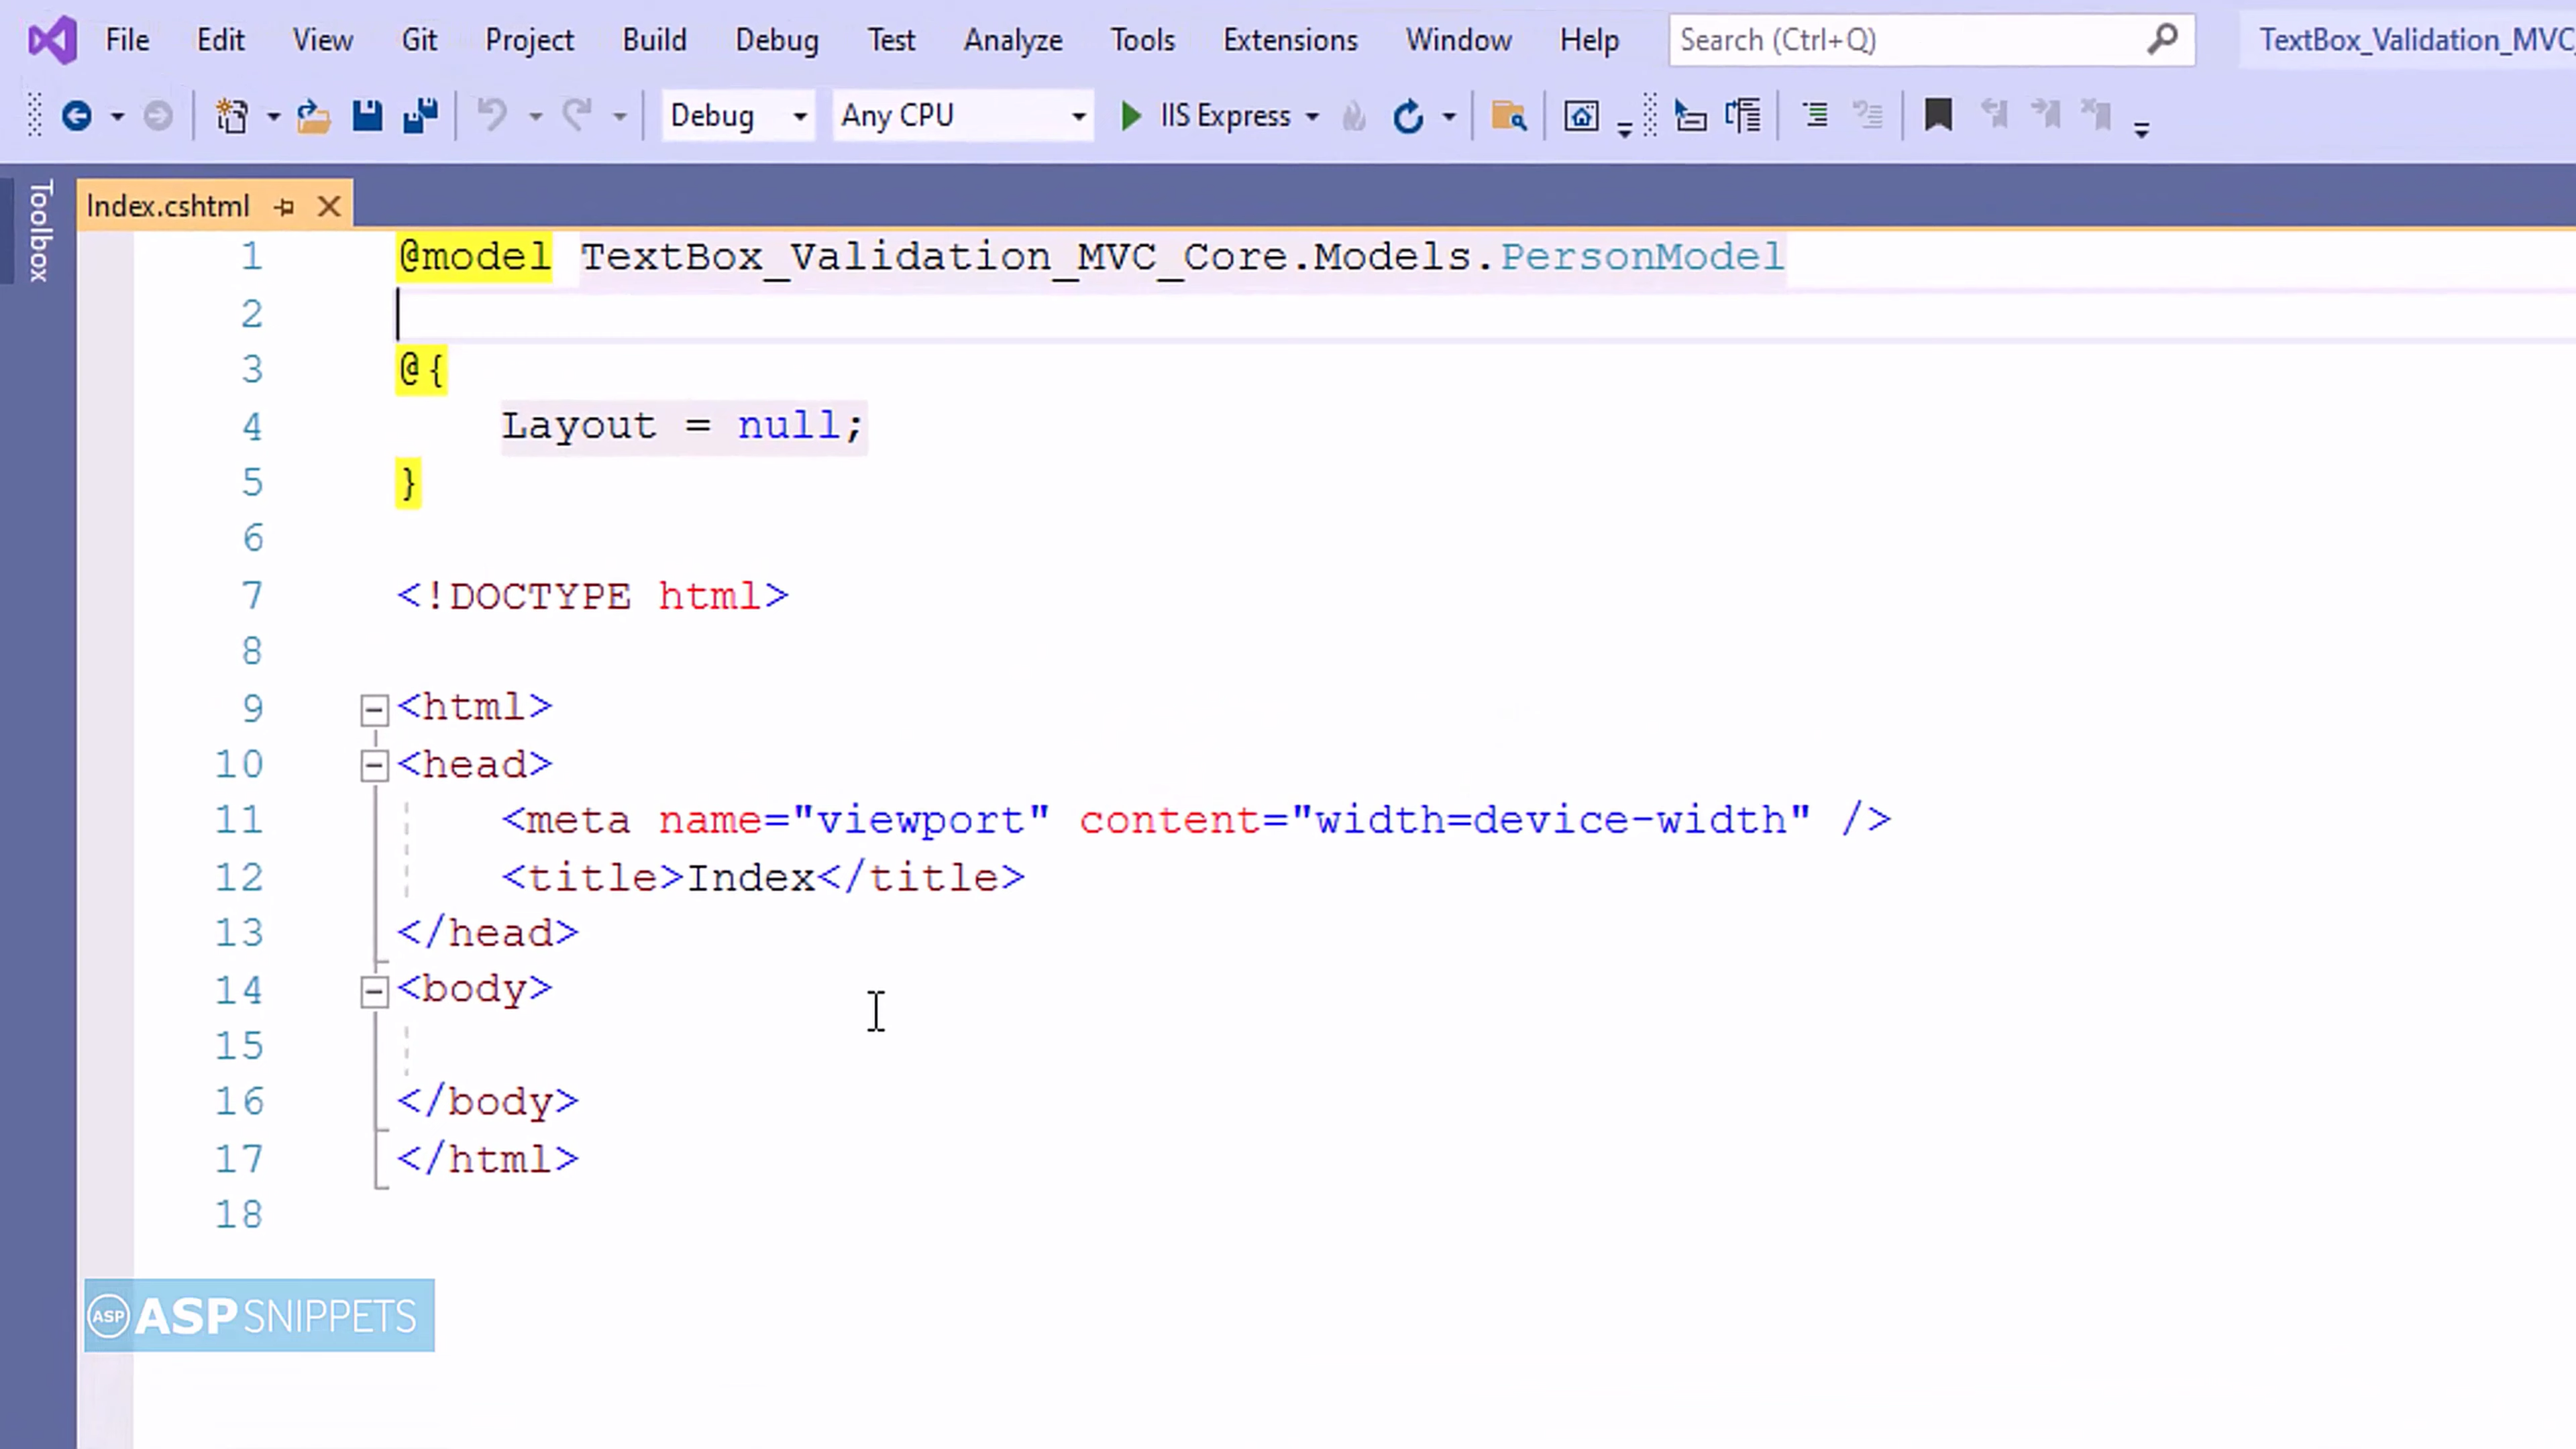 File Edit View Git Project Build Debug Test Analyze Tools Extensions Window Help Search (Ctrl+Q) TextBox_Validation_MVC_
Debug Any CPU IIS Express
Toolbox
Index.cshtml
1 @model TextBox_Validation_MVC_Core.Models.PersonModel
2
3 @{
4 Layout = null;
5 }
6
7 <!DOCTYPE html>
8
9 <html>
10 <head>
11 <meta name="viewport" content="width=device-width" />
12 <title>Index</title>
13 </head>
14 <body>
15
16 </body>
17 </html>
18
ASP ASPSNIPPETS